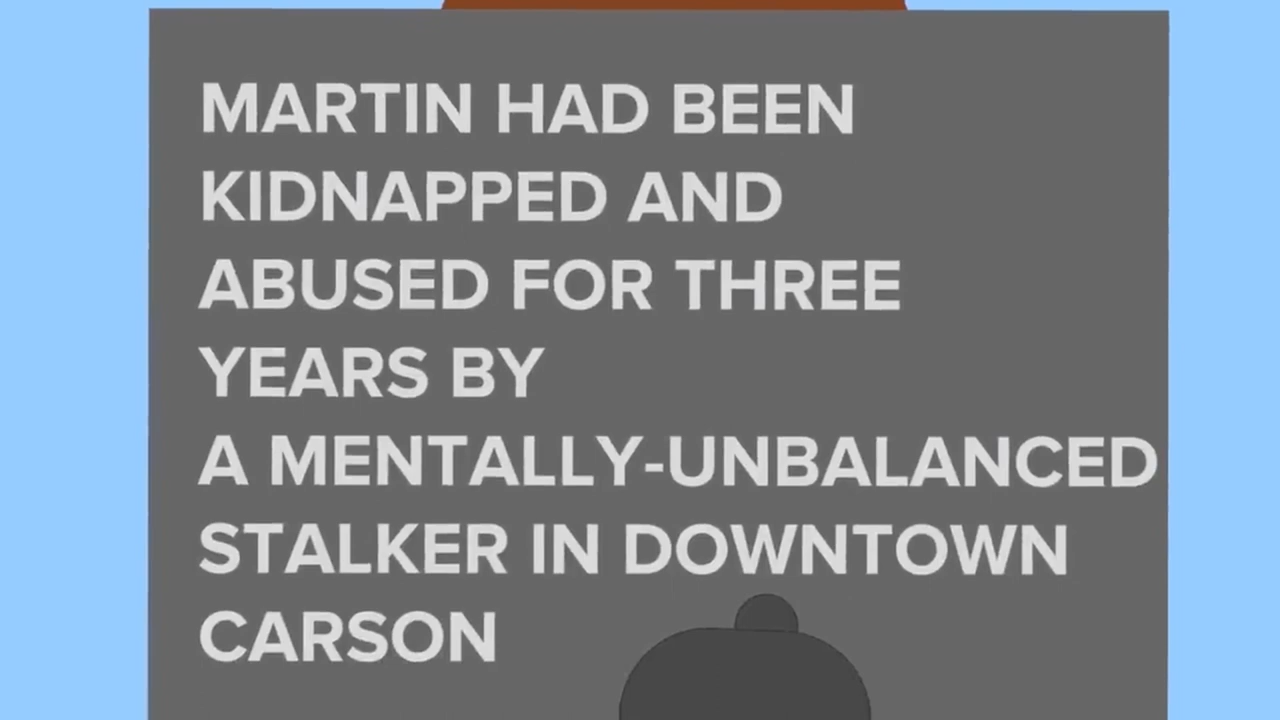 MARTIN HAD BEEN
KIDNAPPED AND
ABUSED FOR THREE
YEARS BY
A MENTALLY-UNBALANCED
STALKER IN DOWNTOWN
CARSON